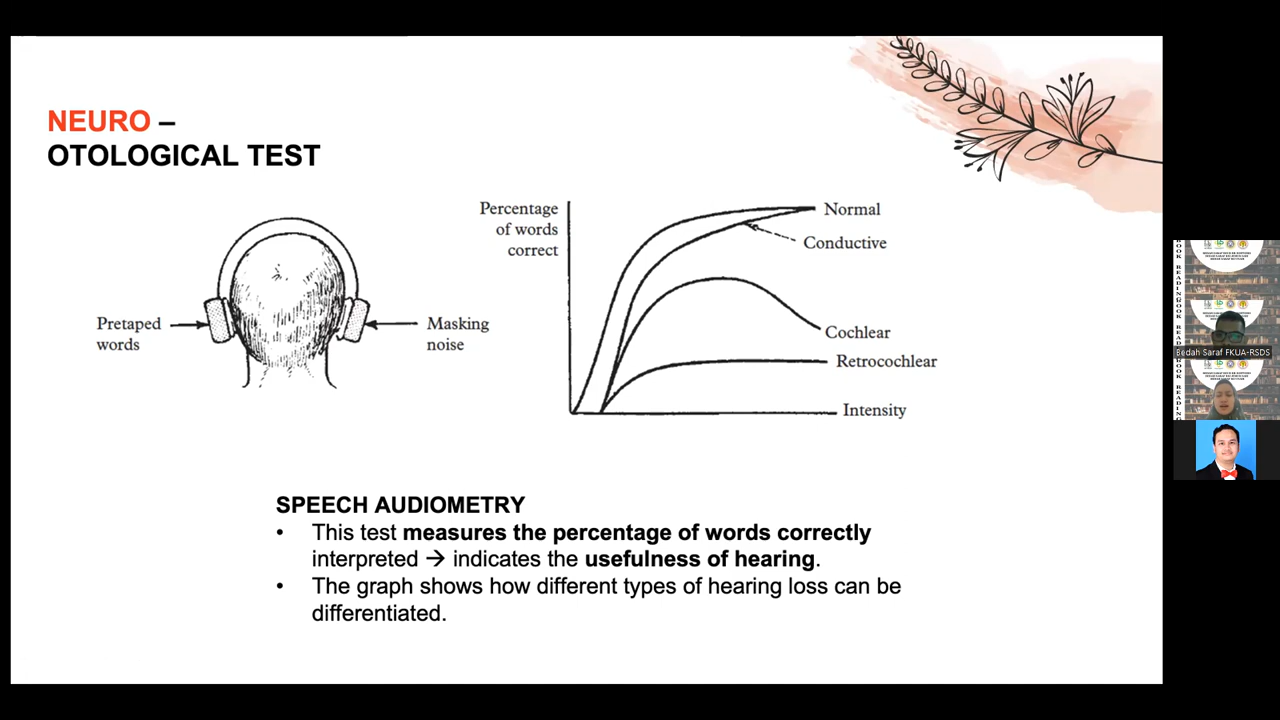 NEURO –
OTOLOGICAL TEST
Pretaped
words
Masking
noise
Percentage
of words
correct
Normal
Conductive
Cochlear
Retrocochlear
Intensity
SPEECH AUDIOMETRY
• This test measures the percentage of words correctly
interpreted → indicates the usefulness of hearing.
• The graph shows how different types of hearing loss can be
differentiated.
BOOK READING
Bedah Saraf FKUA-RSDS